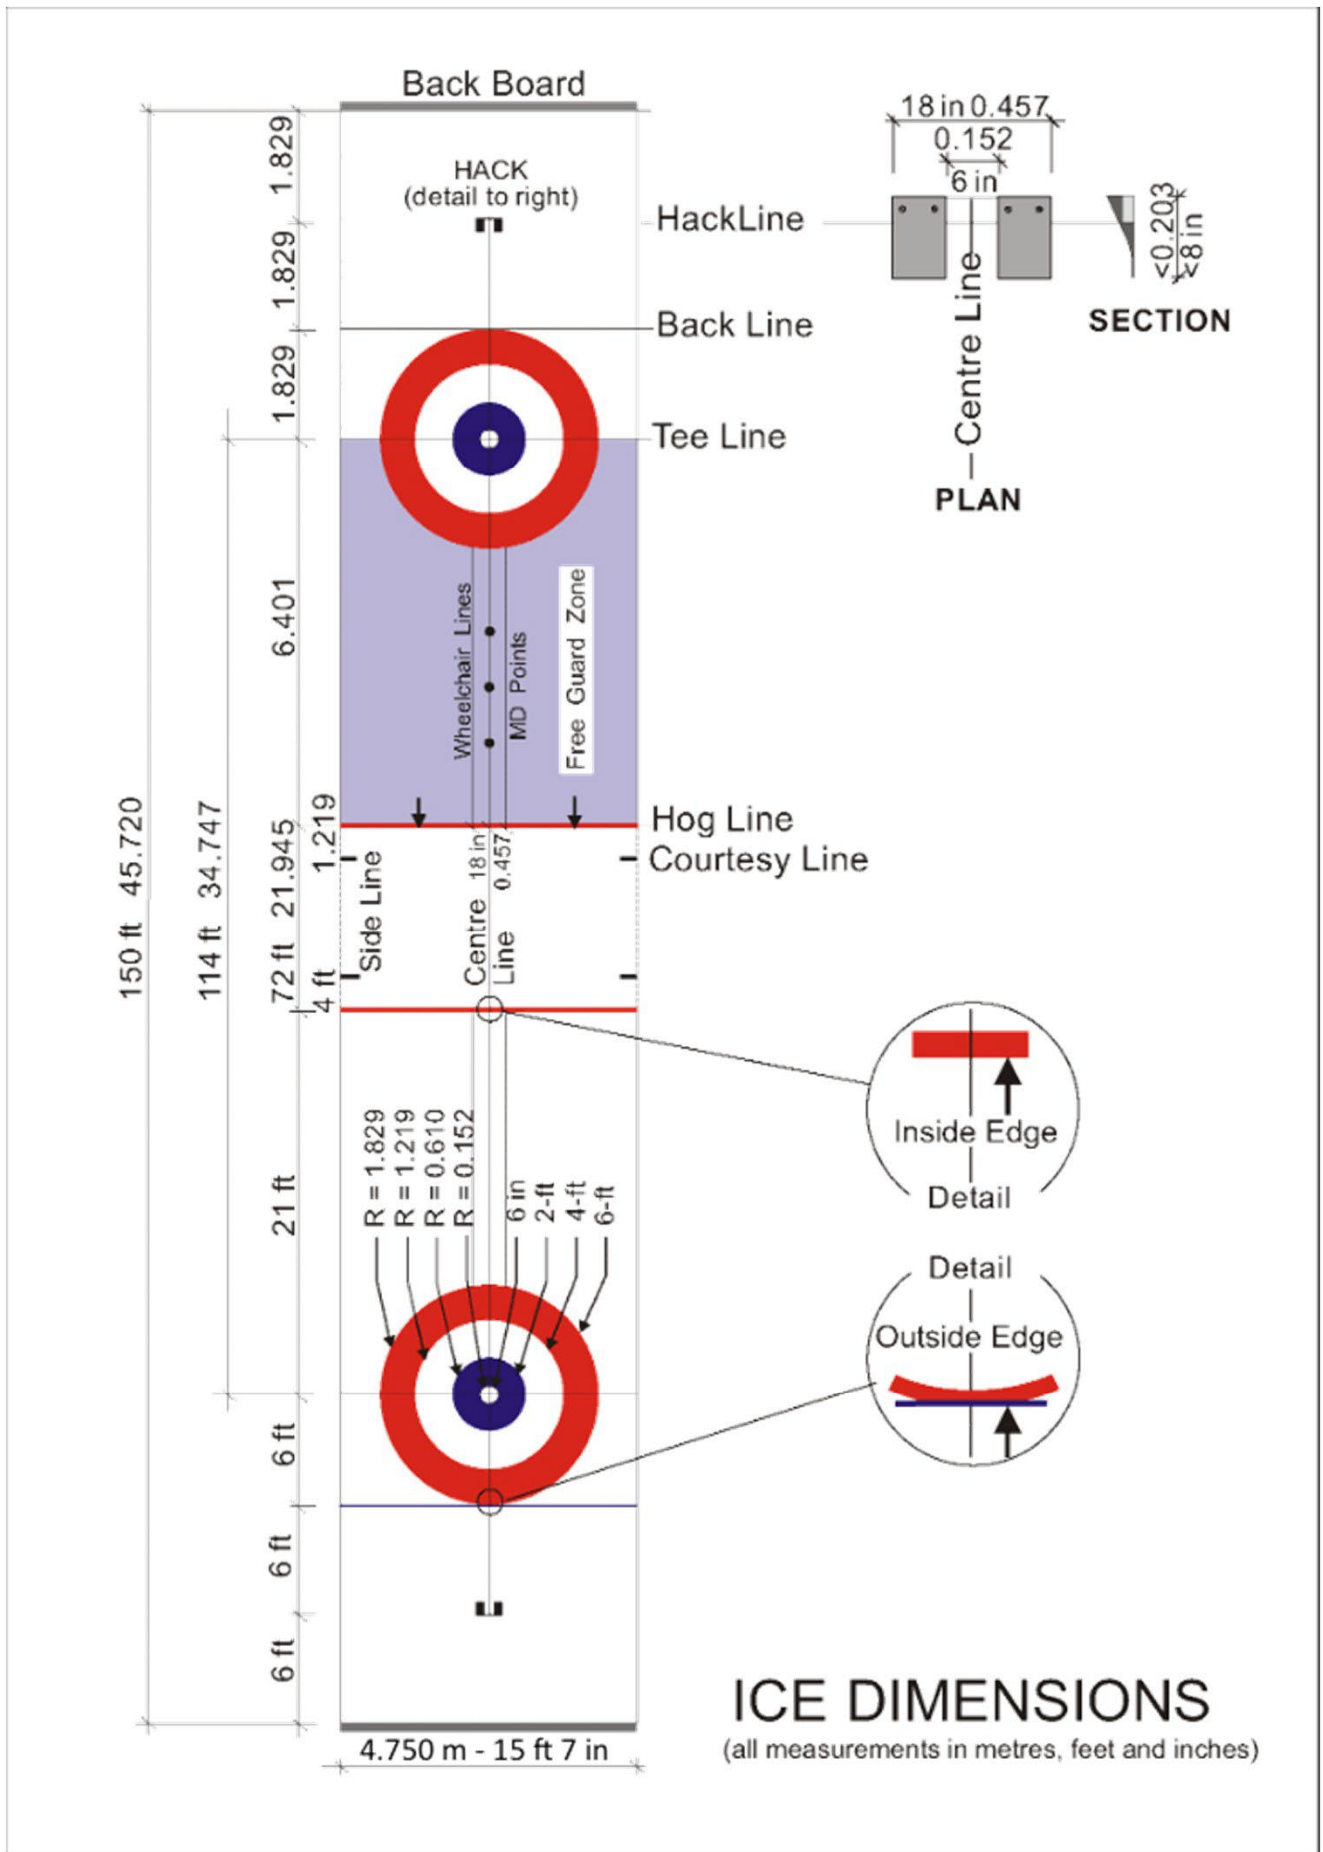 Back Board
1.829
HACK
(detail to right)
HackLine
1.829
Back Line
1.829
Tee Line
18 in 0.457
0.152
6 in
<0.203
<8 in
Centre Line
SECTION
PLAN
6.401
Wheelchair Lines
MD Points
Free Guard Zone
Hog Line
Courtesy Line
150 ft 45.720
114 ft 34.747
72 ft 21.945
4 ft 1.219
Side Line
Centre
Line
18 in
0.457
Inside Edge
Detail
21 ft
R = 1.829
R = 1.219
R = 0.610
R = 0.152
6 in
2-ft
4-ft
6-ft
Detail
Outside Edge
6 ft
6 ft
6 ft
4.750 m - 15 ft 7 in
ICE DIMENSIONS
(all measurements in metres, feet and inches)